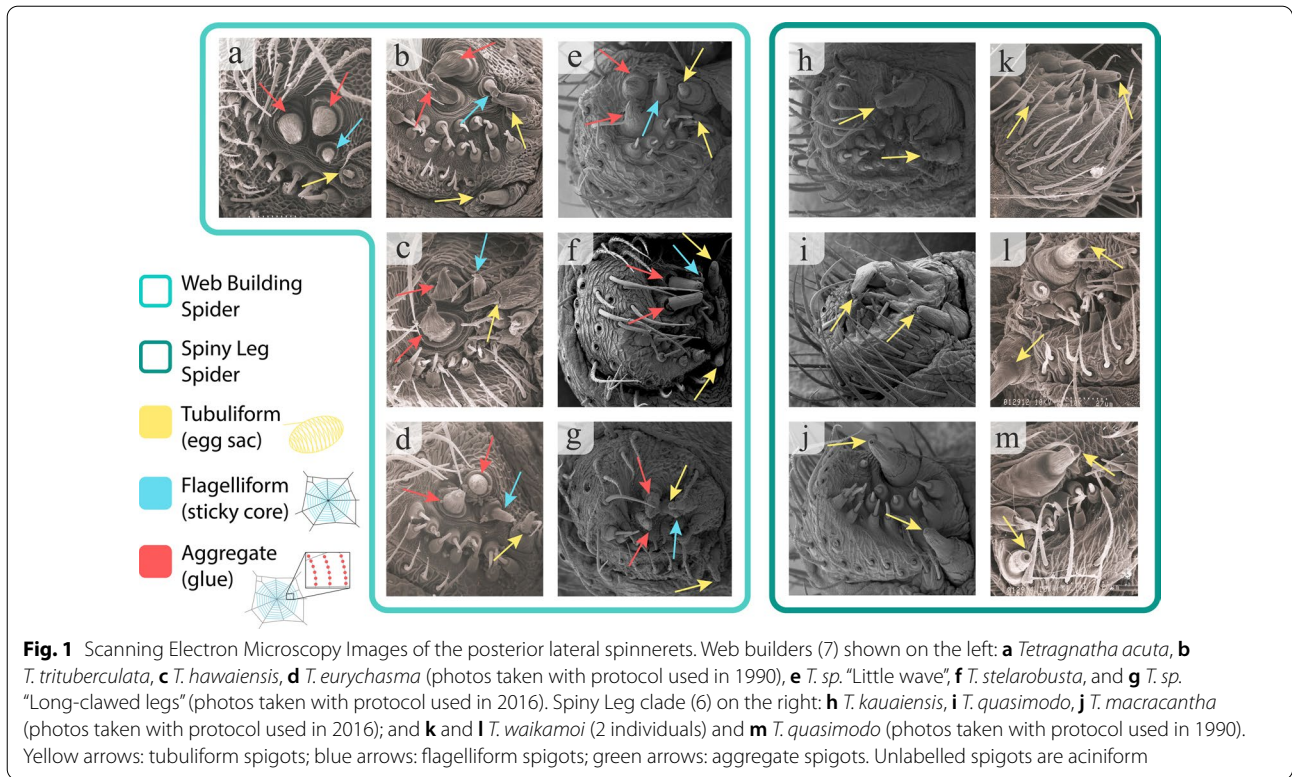 a
b
e
h
k
c
f
i
l
d
g
j
m
Web Building
Spider
Spiny Leg
Spider
Tubuliform
(egg sac)
Flagelliform
(sticky core)
Aggregate
(glue)
Fig. 1 Scanning Electron Microscopy Images of the posterior lateral spinnerets. Web builders (7) shown on the left: a Tetragnatha acuta, b
T. trituberculata, c T. hawaiensis, d T. eurychasma (photos taken with protocol used in 1990), e T. sp. “Little wave”, f T. stelarobusta, and g T. sp.
“Long-clawed legs” (photos taken with protocol used in 2016). Spiny Leg clade (6) on the right: h T. kauaiensis, i T. quasimodo, j T. macracantha
(photos taken with protocol used in 2016); and k and l T. waikamoi (2 individuals) and m T. quasimodo (photos taken with protocol used in 1990).
Yellow arrows: tubuliform spigots; blue arrows: flagelliform spigots; green arrows: aggregate spigots. Unlabelled spigots are aciniform